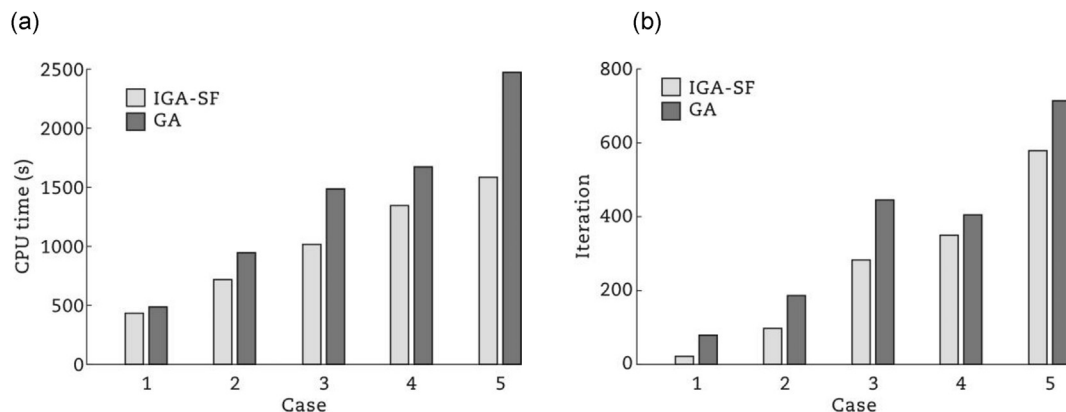 (a)
2500
2000
1500
1000
500
0
CPU time (s)
IGA-SF
GA
1 2 3 4 5
Case
(b)
800
600
400
200
0
Iteration
IGA-SF
GA
1 2 3 4 5
Case